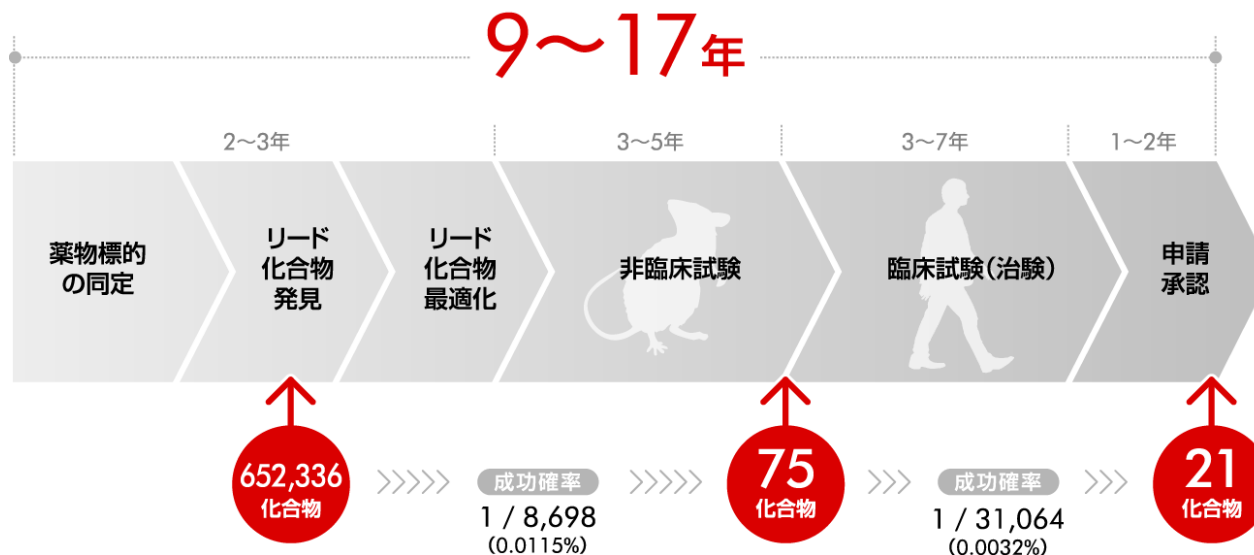 9〜17年
2〜3年
3〜5年
3〜7年
1〜2年
薬物標的
の同定
リード
化合物
発見
リード
化合物
最適化
非臨床試験
臨床試験(治験)
申請
承認
652,336
化合物
成功確率
1 / 8,698
(0.0115%)
75
化合物
成功確率
1 / 31,064
(0.0032%)
21
化合物